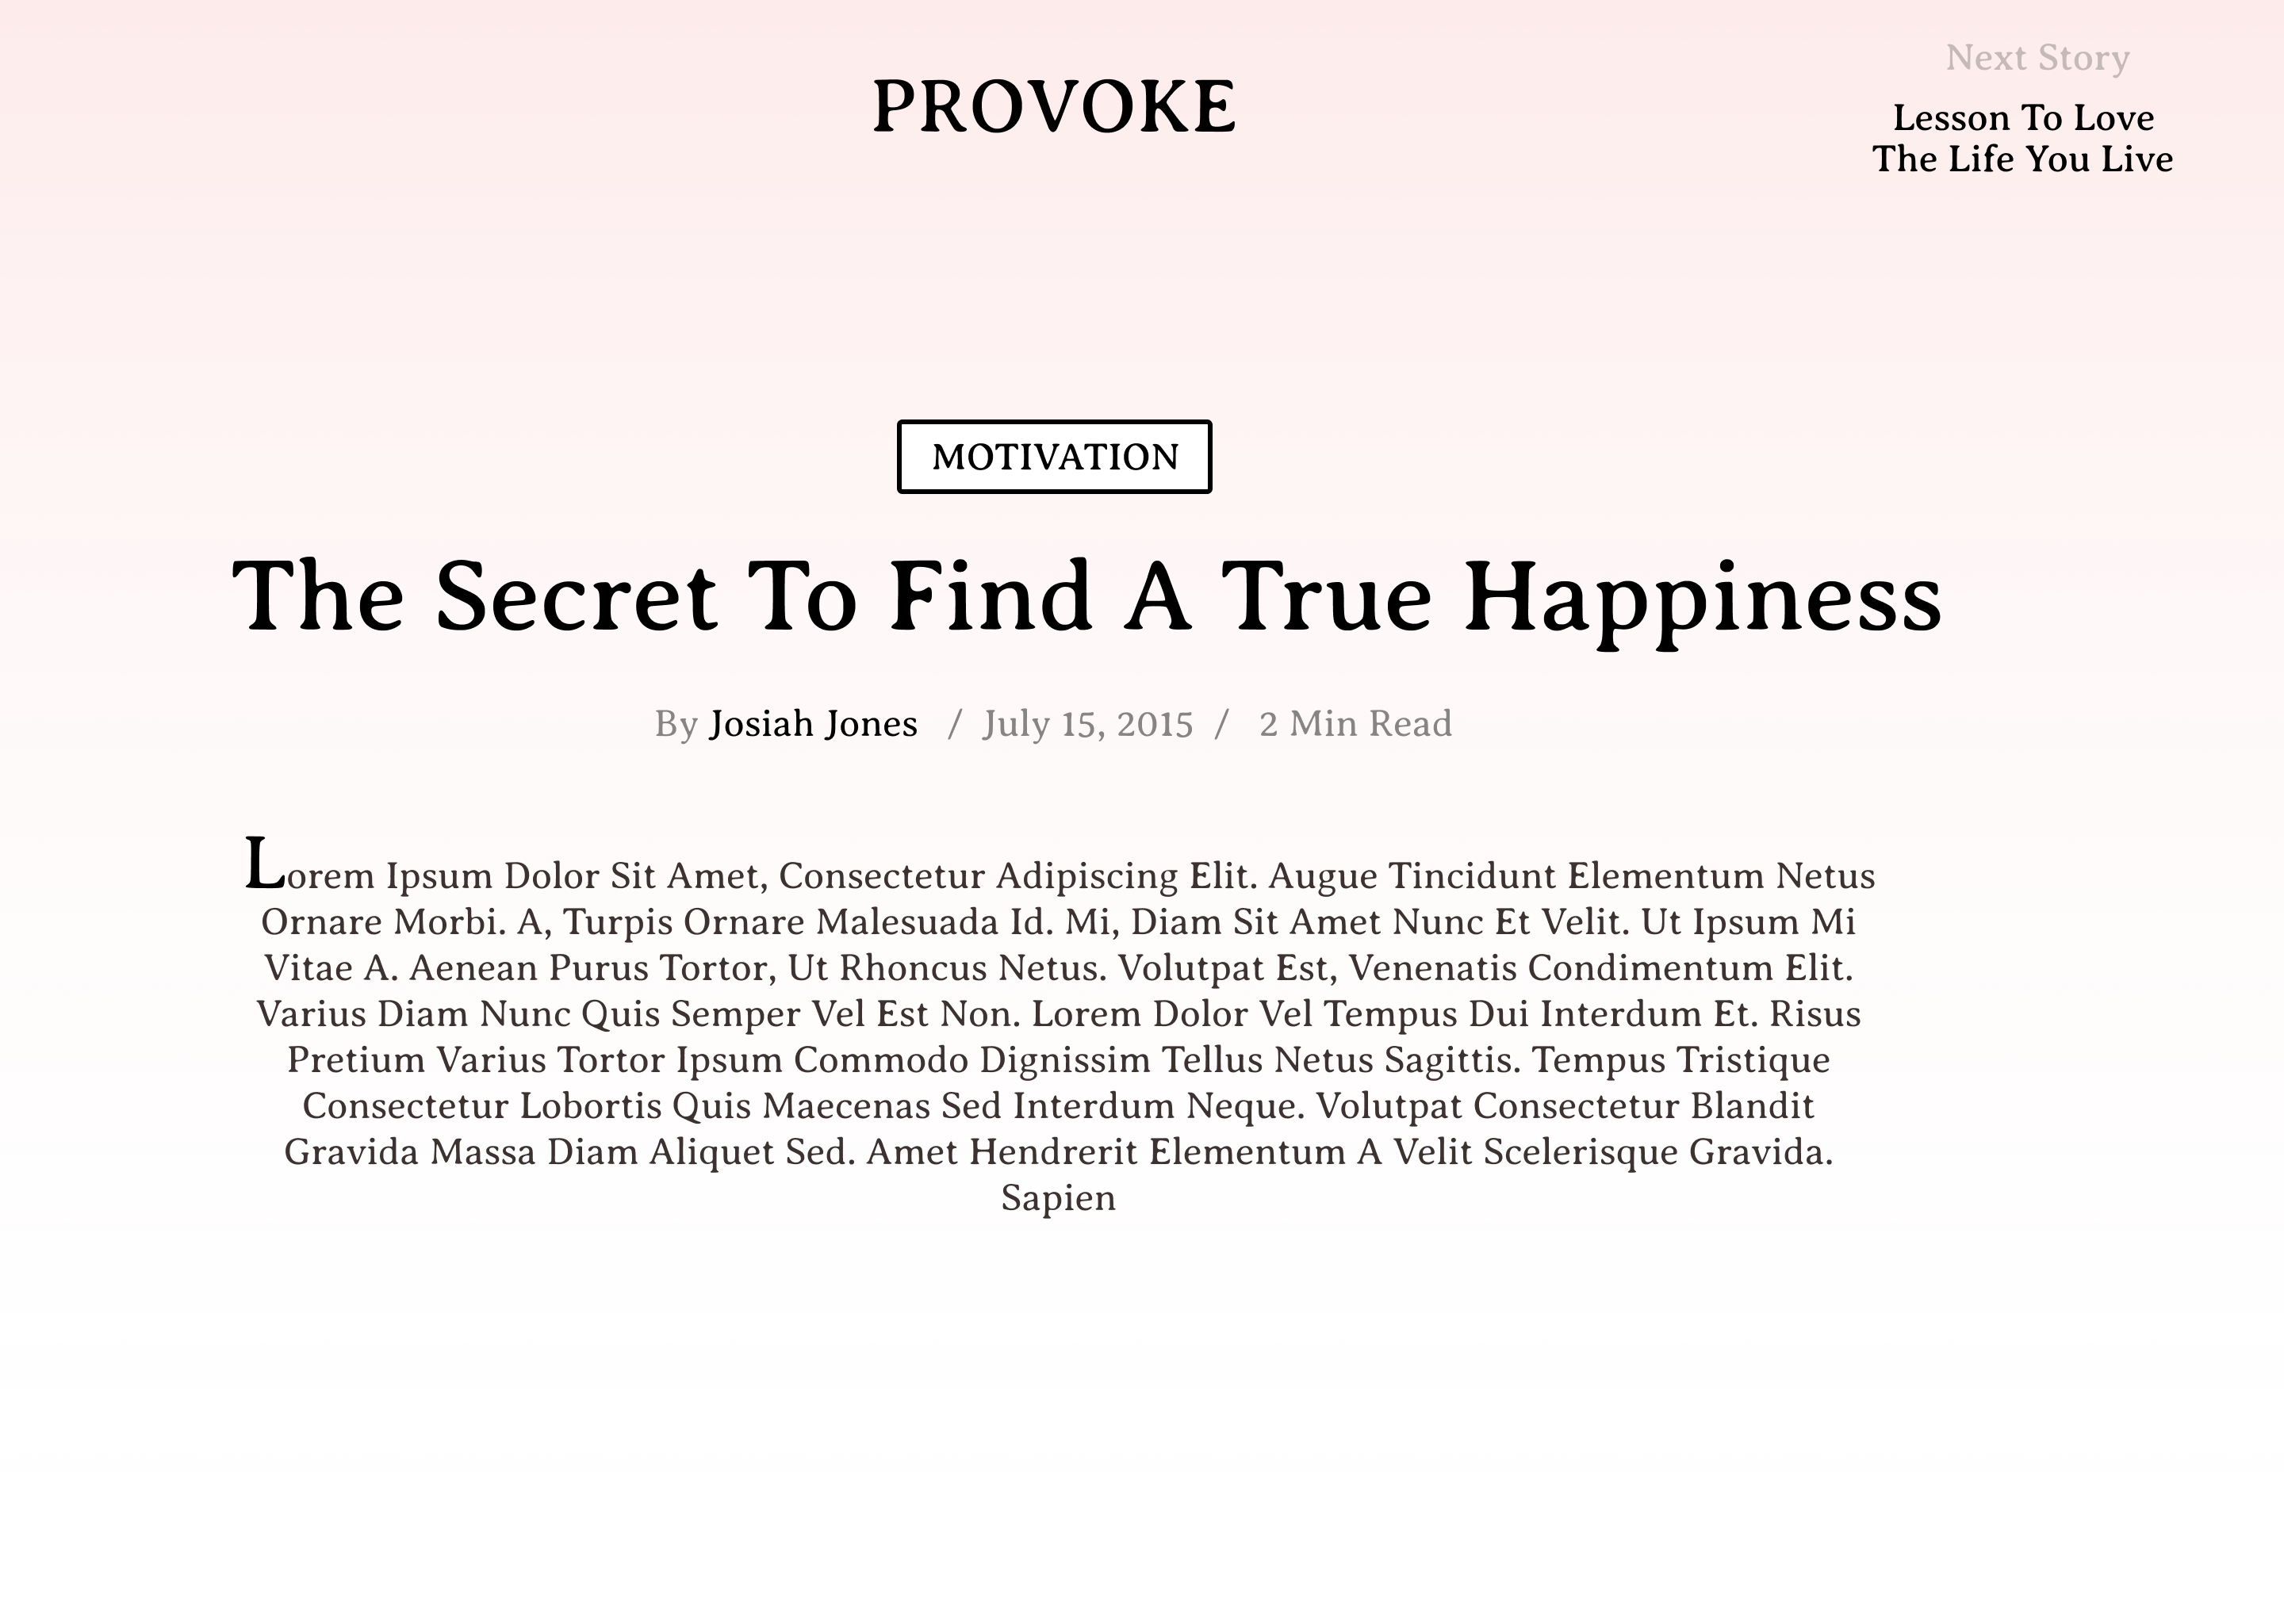 Next Story
PROVOKE
Lesson To Love
The Life You Live
MOTIVATION
The Secret To Find A True Happiness
By Josiah Jones / July 15, 2015 / 2 Min Read
Lorem Ipsum Dolor Sit Amet, Consectetur Adipiscing Elit. Augue Tincidunt Elementum Netus
Ornare Morbi. A, Turpis Ornare Malesuada Id. Mi, Diam Sit Amet Nunc Et Velit. Ut Ipsum Mi
Vitae A. Aenean Purus Tortor, Ut Rhoncus Netus. Volutpat Est, Venenatis Condimentum Elit.
Varius Diam Nunc Quis Semper Vel Est Non. Lorem Dolor Vel Tempus Dui Interdum Et. Risus
Pretium Varius Tortor Ipsum Commodo Dignissim Tellus Netus Sagittis. Tempus Tristique
Consectetur Lobortis Quis Maecenas Sed Interdum Neque. Volutpat Consectetur Blandit
Gravida Massa Diam Aliquet Sed. Amet Hendrerit Elementum A Velit Scelerisque Gravida.
Sapien